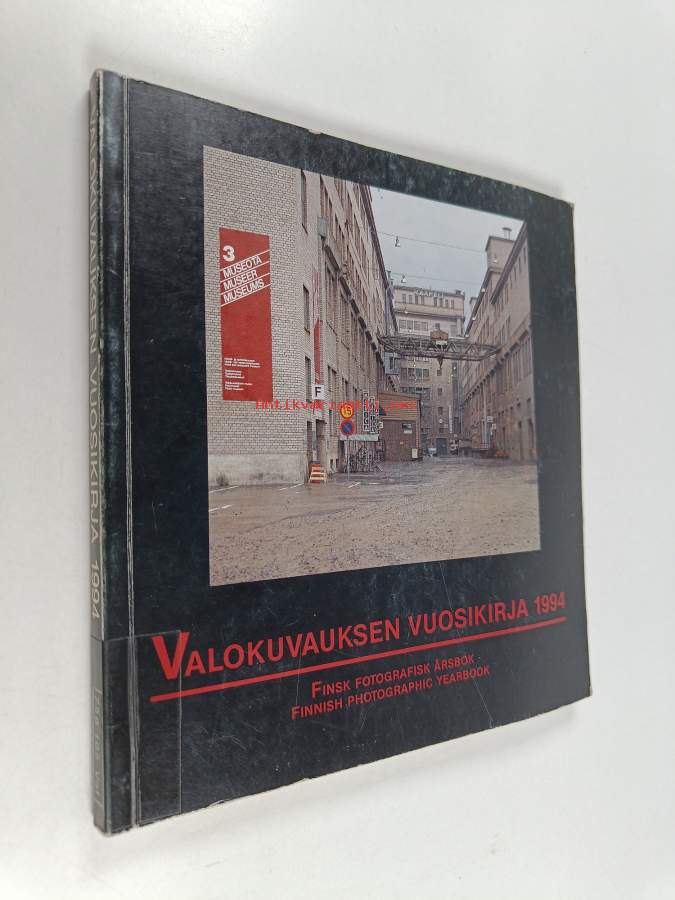 VALOKUVAUKSEN VUOSIKIRJA 1994
3
MUSEOTA
MUSEER
MUSEUMS
F
15
VALOKUVAUKSEN VUOSIKIRJA 1994
FINSK FOTOGRAFISK ÅRSBOK
FINNISH PHOTOGRAPHIC YEARBOOK